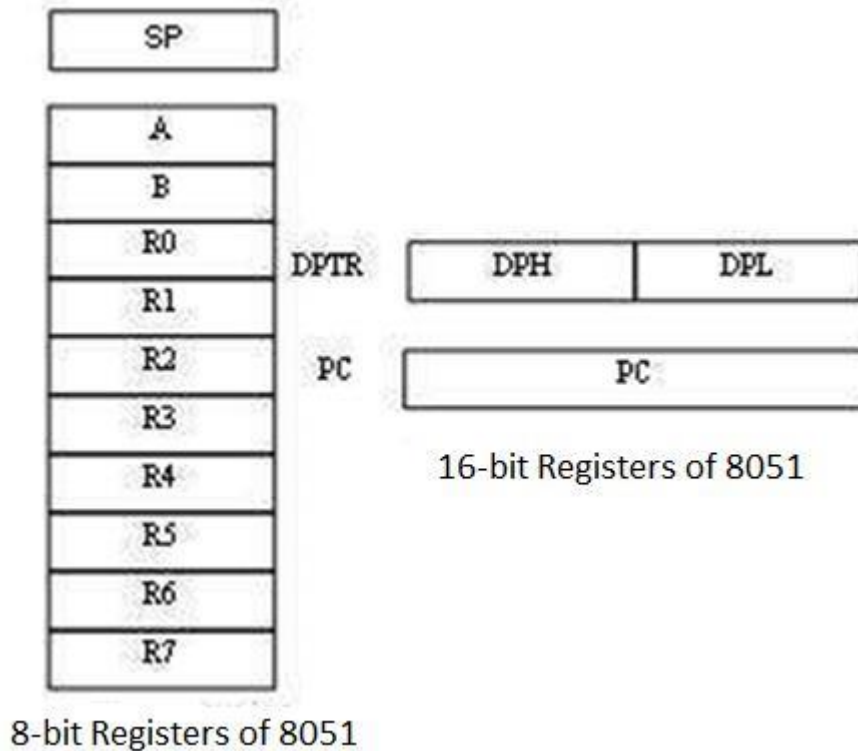 SP
A
B
R0
R1
R2
R3
R4
R5
R6
R7
8-bit Registers of 8051
DPTR DPH DPL
PC PC
16-bit Registers of 8051